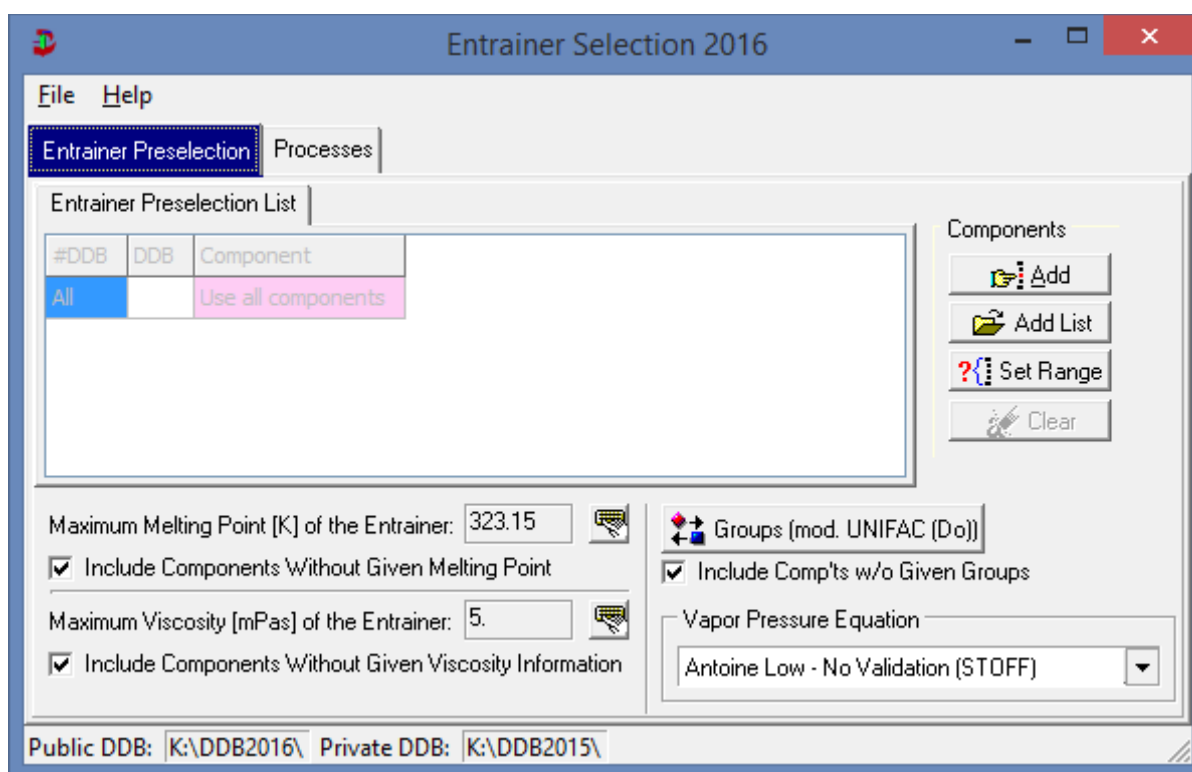 Entrainer Selection 2016
File Help
Entrainer Preselection Processes
Entrainer Preselection List
#DDB DDB Component
All Use all components
Components
Add
Add List
?{ Set Range
Clear
Maximum Melting Point [K] of the Entrainer: 323.15
Include Components Without Given Melting Point
Maximum Viscosity [mPas] of the Entrainer: 5.
Include Components Without Given Viscosity Information
Groups (mod. UNIFAC (Do))
Include Comp'ts w/o Given Groups
Vapor Pressure Equation
Antoine Low - No Validation (STOFF)
Public DDB: K:\DDB2016\ Private DDB: K:\DDB2015\